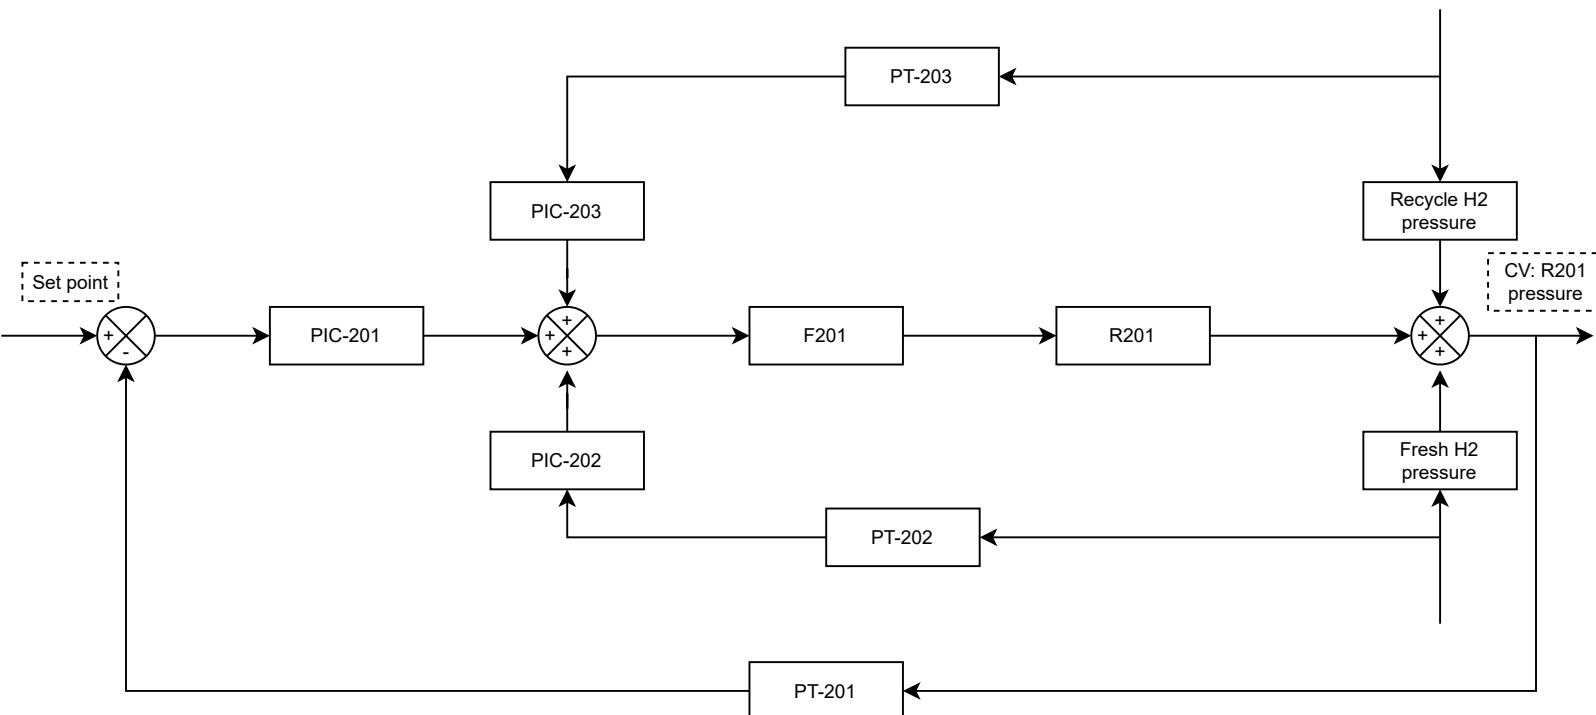 PT-203
PIC-203
Recycle H2
pressure
Set point
CV: R201
pressure
+
-
PIC-201
+
+
+
F201
R201
+
+
+
PIC-202
Fresh H2
pressure
PT-202
PT-201